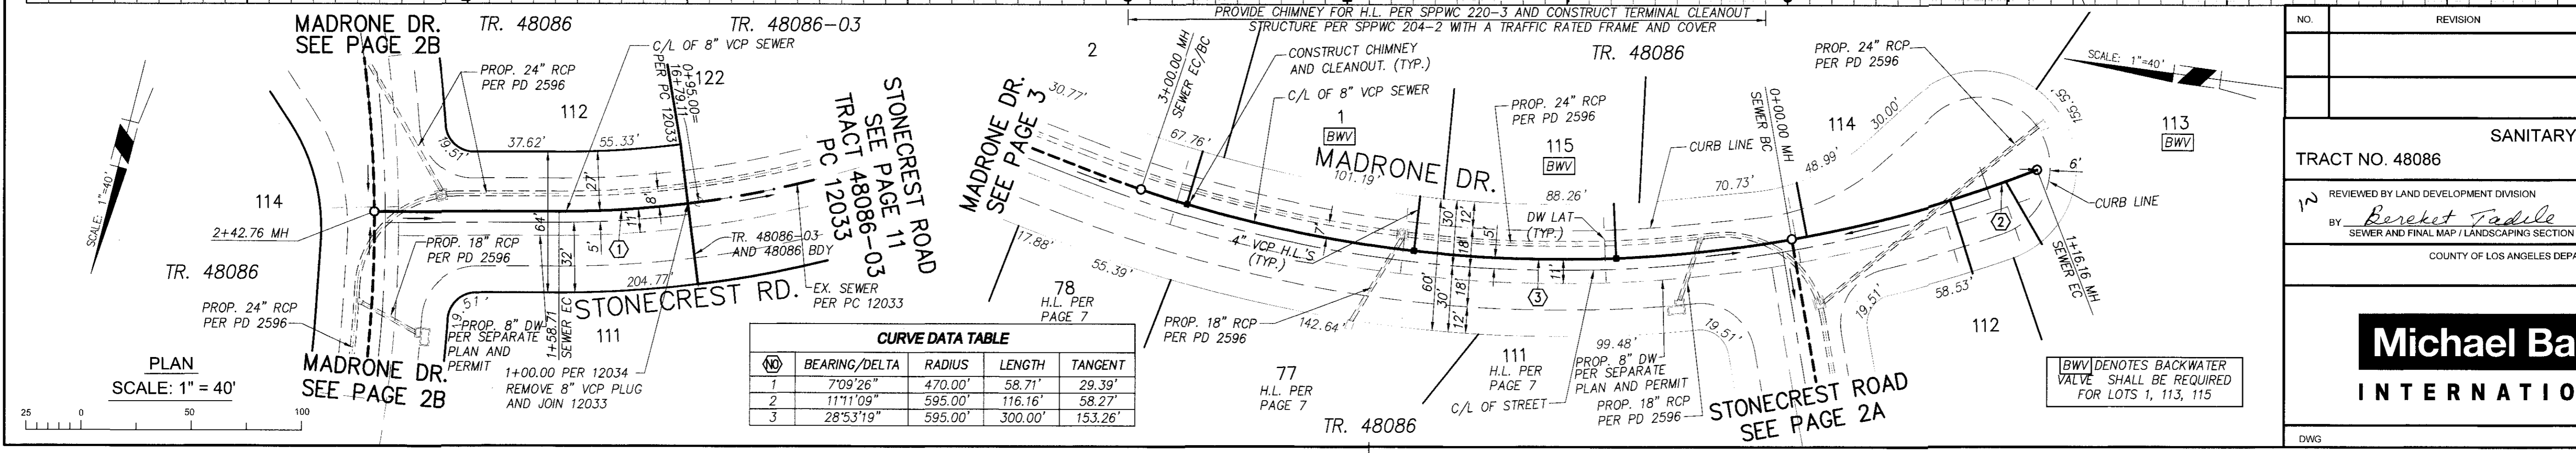 MADRONE DR.
SEE PAGE 2B
TR. 48086
TR. 48086-03
C/L OF 8" VCP SEWER
PROP. 24" RCP
PER PD 2596
112
0+95.00=
16+79.11
PER PC 12033
122
SCALE: 1"=40'
19.51'
37.62'
55.33'
27'
8'
11'
64'
5'
32'
1
114
2+42.76 MH
TR. 48086
PROP. 18" RCP
PER PD 2596
TR. 48086-03
AND 48086 BDY
STONECREST ROAD
SEE PAGE 11
TRACT 48086-03
PC 12033
204.77'
STONECREST RD.
EX. SEWER
PER PC 12033
PROP. 24" RCP
PER PD 2596
19.51'
PROP. 8" DW
PER SEPARATE
PLAN AND
PERMIT
1+58.71
SEWER EC
111
1+00.00 PER 12034
REMOVE 8" VCP PLUG
AND JOIN 12033
MADRONE DR.
SEE PAGE 2B
PLAN
SCALE: 1" = 40'
25 0 50 100
PROVIDE CHIMNEY FOR H.L. PER SPPWC 220-3 AND CONSTRUCT TERMINAL CLEANOUT
STRUCTURE PER SPPWC 204-2 WITH A TRAFFIC RATED FRAME AND COVER
2
3+00.00 MH
SEWER EC/BC
CONSTRUCT CHIMNEY
AND CLEANOUT. (TYP.)
C/L OF 8" VCP SEWER
TR. 48086
PROP. 24" RCP
PER PD 2596
SCALE: 1"=40'
MADRONE DR.
SEE PAGE 3
30.77'
67.76'
1
BWV
PROP. 24" RCP
PER PD 2596
115
BWV
MADRONE DR.
101.19'
88.26'
CURB LINE
0+00.00 MH
SEWER BC
70.73'
48.99'
114
30.00'
155.55'
113
BWV
6'
CURB LINE
2
1+16.16 MH
SEWER EC
17.88'
55.39'
7'
4" VCP H.L.'S
(TYP.)
30'
12'
18'
5'
60'
30'
18'
12'
DW LAT
(TYP.)
11'
3
78
H.L. PER
PAGE 7
PROP. 18" RCP
PER PD 2596
142.64'
77
H.L. PER
PAGE 7
111
H.L. PER
PAGE 7
C/L OF STREET
99.48'
PROP. 8" DW
PER SEPARATE
PLAN AND PERMIT
PROP. 18" RCP
PER PD 2596
19.51'
19.51'
58.53'
112
STONECREST ROAD
SEE PAGE 2A
TR. 48086
CURVE DATA TABLE
NO BEARING/DELTA RADIUS LENGTH TANGENT
1 7°09'26" 470.00' 58.71' 29.39'
2 11°11'09" 595.00' 116.16' 58.27'
3 28°53'19" 595.00' 300.00' 153.26'
BWV DENOTES BACKWATER
VALVE SHALL BE REQUIRED
FOR LOTS 1, 113, 115
NO. REVISION
SANITARY
TRACT NO. 48086
REVIEWED BY LAND DEVELOPMENT DIVISION
BY Bereket Tadele
SEWER AND FINAL MAP / LANDSCAPING SECTION
COUNTY OF LOS ANGELES DEPA
Michael Ba
INTERNATIO
DWG